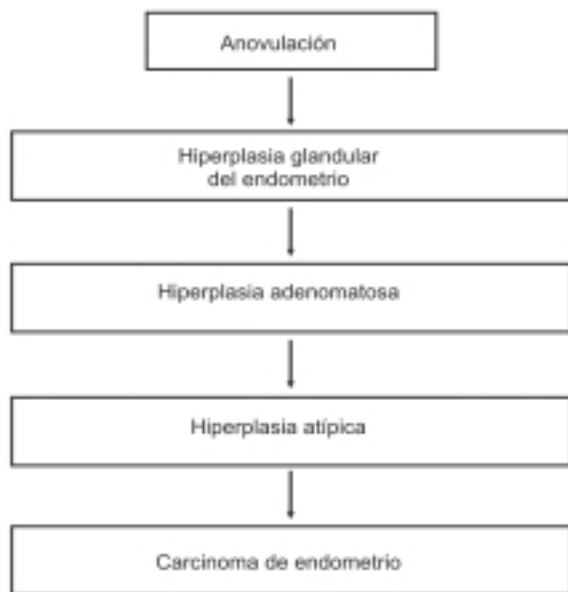 Anovulación
Hiperplasia glandular
del endometrio
Hiperplasia adenomatosa
Hiperplasia atípica
Carcinoma de endometrio